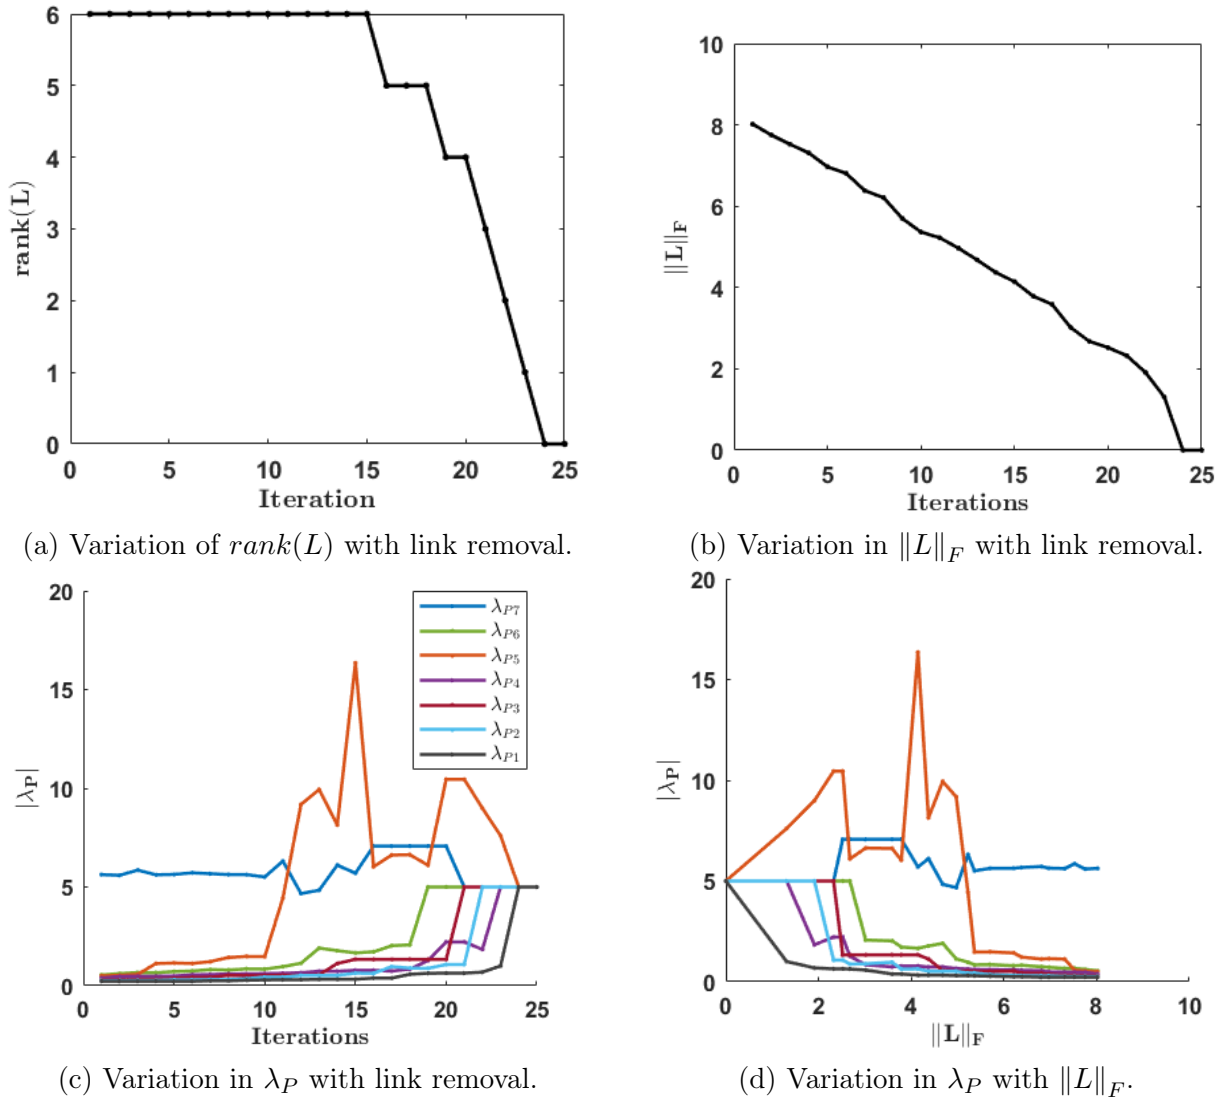 6
5
4
3
2
1
0
rank(L)
0 5 10 15 20 25
Iteration
(a) Variation of rank(L) with link removal.
10
8
6
4
2
0
‖L‖F
0 5 10 15 20 25
Iterations
(b) Variation in ‖L‖F with link removal.
20
15
10
5
0
|λP|
λP7
λP6
λP5
λP4
λP3
λP2
λP1
0 5 10 15 20 25
Iterations
(c) Variation in λP with link removal.
20
15
10
5
0
|λP|
0 2 4 6 8 10
‖L‖F
(d) Variation in λP with ‖L‖F.